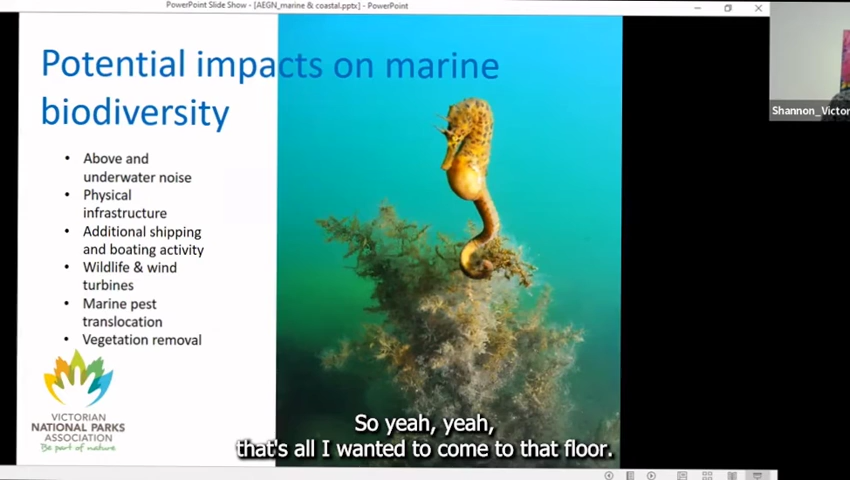 PowerPoint Slide Show - [AEGN_marine & coastal.pptx] - PowerPoint
Potential impacts on marine
biodiversity
• Above and
underwater noise
• Physical
infrastructure
• Additional shipping
and boating activity
• Wildlife & wind
turbines
• Marine pest
translocation
• Vegetation removal
VICTORIAN
NATIONAL PARKS
ASSOCIATION
Be part of nature
Shannon_Victor
So yeah, yeah,
that's all I wanted to come to that floor.